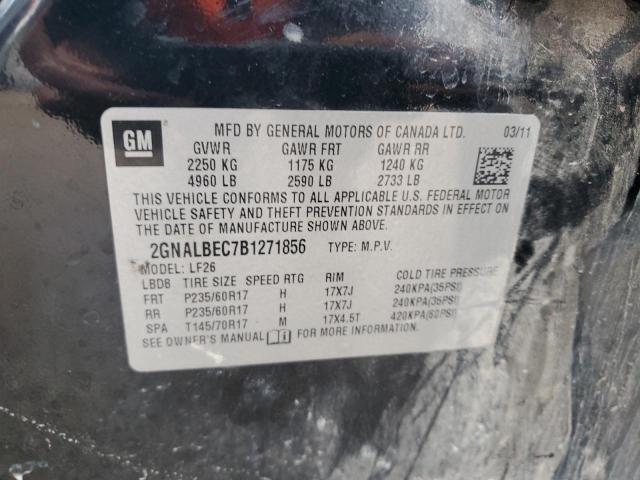 GM
MFD BY GENERAL MOTORS OF CANADA LTD. 03/11
GVWR GAWR FRT GAWR RR
2250 KG 1175 KG 1240 KG
4960 LB 2590 LB 2733 LB
THIS VEHICLE CONFORMS TO ALL APPLICABLE U.S. FEDERAL MOTOR
VEHICLE SAFETY AND THEFT PREVENTION STANDARDS IN EFFECT ON
THE DATE OF MANUFACTURE SHOWN ABOVE.
2GNALBEC7B1271856 TYPE: M.P.V.
MODEL: LF26
LBD8 TIRE SIZE SPEED RTG RIM COLD TIRE PRESSURE
FRT P235/60R17 H 17X7J 240KPA(35PSI)
RR P235/60R17 H 17X7J 240KPA(35PSI)
SPA T145/70R17 M 17X4.5T 420KPA(60PSI)
SEE OWNER'S MANUAL FOR MORE INFORMATION.